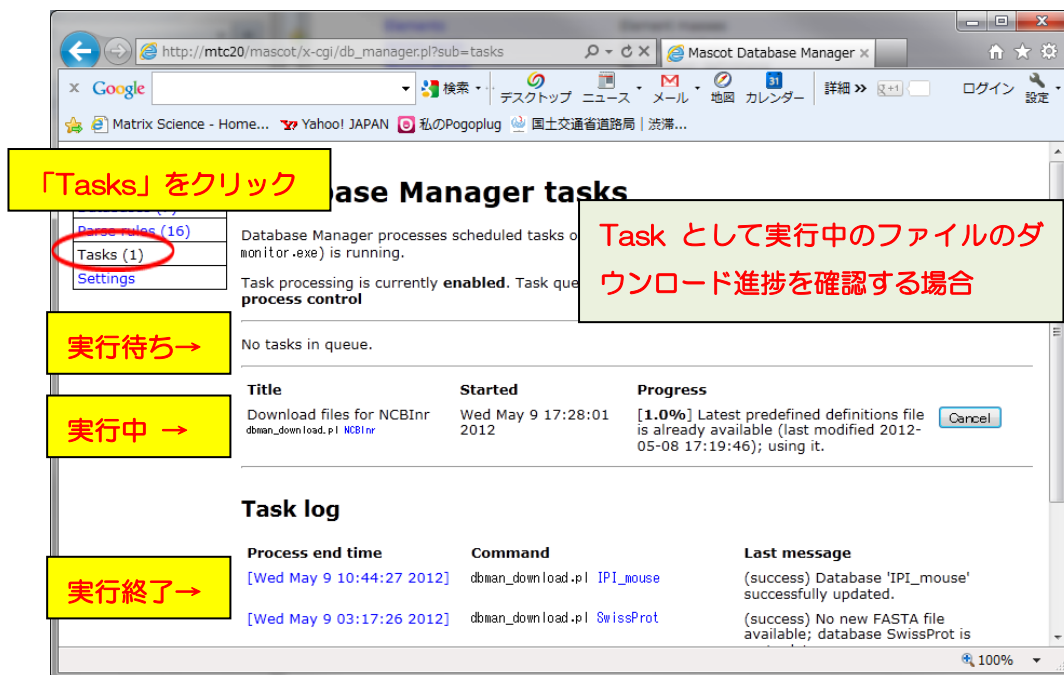 Elements
http://mtc20/mascot/x-cgi/db_manager.pl?sub=tasks
Mascot Database Manager
Google
検索
デスクトップ
ニュース
メール
地図
31
カレンダー
詳細 »
+1
ログイン
設定
Matrix Science - Home...
Yahoo! JAPAN
私のPogoplug
国土交通省道路局 | 渋滞...
「Tasks」をクリック
base Manager tasks
Parse rules (16)
Tasks (1)
Settings
Task として実行中のファイルのダ
ウンロード進捗を確認する場合
Database Manager processes scheduled tasks o
monitor.exe) is running.
Task processing is currently enabled. Task que
process control
実行待ち→
No tasks in queue.
Title Started Progress
実行中 →
Download files for NCBInr
dbman_download.pl NCBInr
Wed May 9 17:28:01
2012
[1.0%] Latest predefined definitions file
is already available (last modified 2012-
05-08 17:19:46); using it.
Cancel
Task log
Process end time Command Last message
実行終了→
[Wed May 9 10:44:27 2012] dbman_download.pl IPI_mouse (success) Database 'IPI_mouse'
successfully updated.
[Wed May 9 03:17:26 2012] dbman_download.pl SwissProt (success) No new FASTA file
available; database SwissProt is
100%